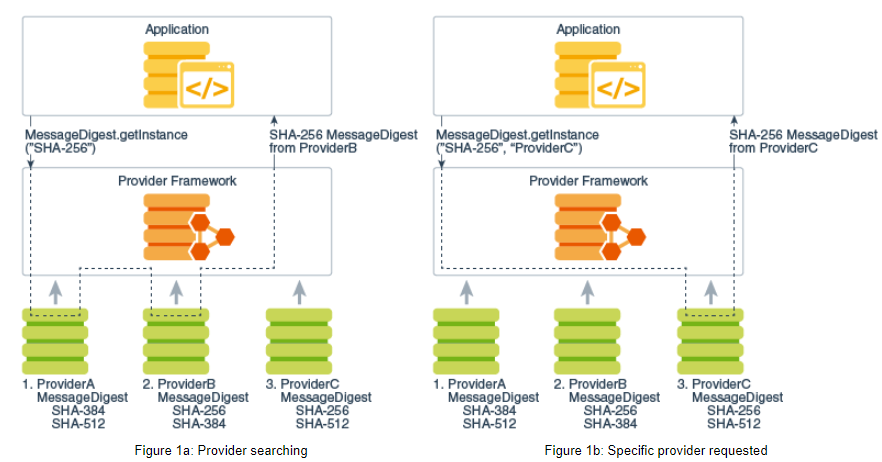 Application
</>
MessageDigest.getInstance
("SHA-256")
SHA-256 MessageDigest
from ProviderB
Provider Framework
1. ProviderA
MessageDigest
SHA-384
SHA-512
2. ProviderB
MessageDigest
SHA-256
SHA-384
3. ProviderC
MessageDigest
SHA-256
SHA-512
Figure 1a: Provider searching
Application
</>
MessageDigest.getInstance
("SHA-256", “ProviderC”)
SHA-256 MessageDigest
from ProviderC
Provider Framework
1. ProviderA
MessageDigest
SHA-384
SHA-512
2. ProviderB
MessageDigest
SHA-256
SHA-384
3. ProviderC
MessageDigest
SHA-256
SHA-512
Figure 1b: Specific provider requested